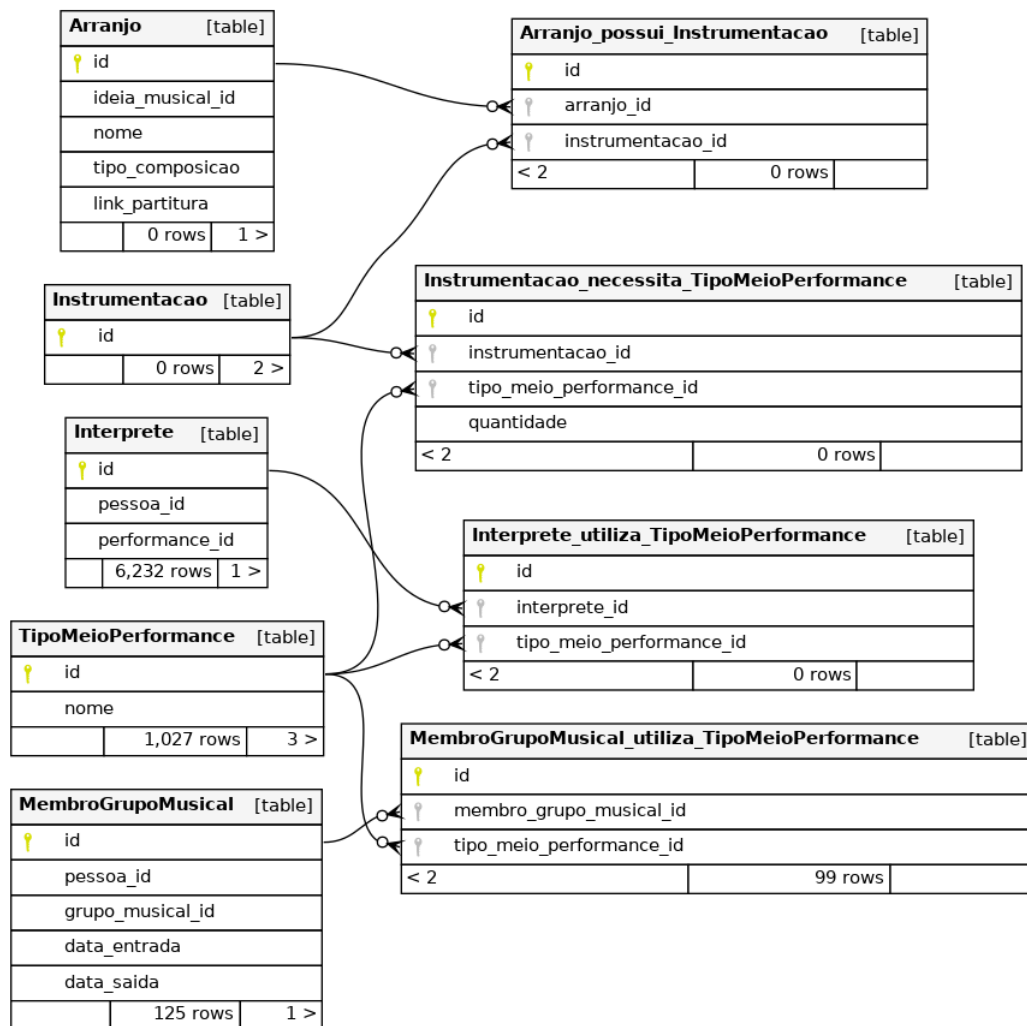 Arranjo [table]
id
ideia_musical_id
nome
tipo_composicao
link_partitura
0 rows 1 >
Arranjo_possui_Instrumentacao [table]
id
arranjo_id
instrumentacao_id
< 2 0 rows
Instrumentacao [table]
id
0 rows 2 >
Instrumentacao_necessita_TipoMeioPerformance [table]
id
instrumentacao_id
tipo_meio_performance_id
quantidade
< 2 0 rows
Interprete [table]
id
pessoa_id
performance_id
6,232 rows 1 >
Interprete_utiliza_TipoMeioPerformance [table]
id
interprete_id
tipo_meio_performance_id
< 2 0 rows
TipoMeioPerformance [table]
id
nome
1,027 rows 3 >
MembroGrupoMusical_utiliza_TipoMeioPerformance [table]
id
membro_grupo_musical_id
tipo_meio_performance_id
< 2 99 rows
MembroGrupoMusical [table]
id
pessoa_id
grupo_musical_id
data_entrada
data_saida
125 rows 1 >